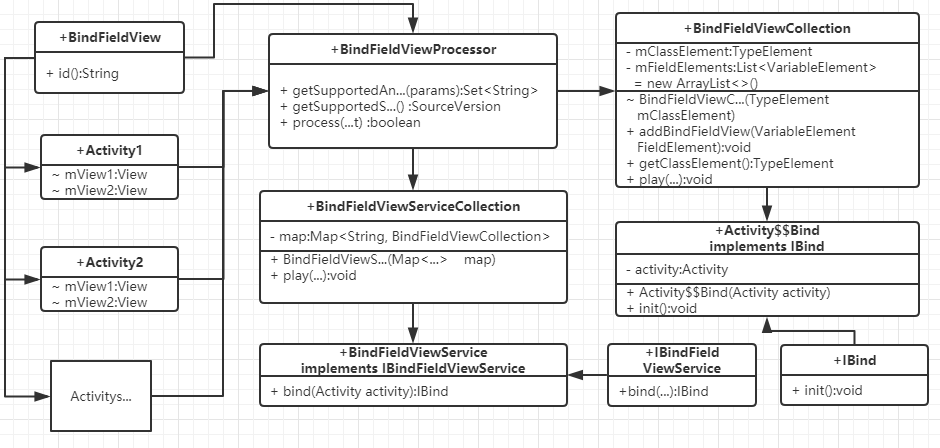 +BindFieldView
+ id():String
+Activity1
~ mView1:View
~ mView2:View
+Activity2
~ mView1:View
~ mView2:View
Activitys...
+BindFieldViewProcessor
+ getSupportedAn...(params):Set<String>
+ getSupportedS...() :SourceVersion
+ process(...t) :boolean
+BindFieldViewServiceCollection
- map:Map<String, BindFieldViewCollection>
+ BindFieldViewS...(Map<...> map)
+ play(...):void
+BindFieldViewService
implements IBindFieldViewService
+ bind(Activity activity):IBind
+BindFieldViewCollection
- mClassElement:TypeElement
- mFieldElements:List<VariableElement>
= new ArrayList<>()
~ BindFieldViewC...(TypeElement
mClassElement)
+ addBindFieldView(VariableElement
FieldElement):void
+ getClassElement():TypeElement
+ play(...):void
+Activity$$Bind
implements IBind
- activity:Activity
+ Activity$$Bind(Activity activity)
+ init():void
+IBindField
ViewService
+bind(...):IBind
+IBind
+ init():void